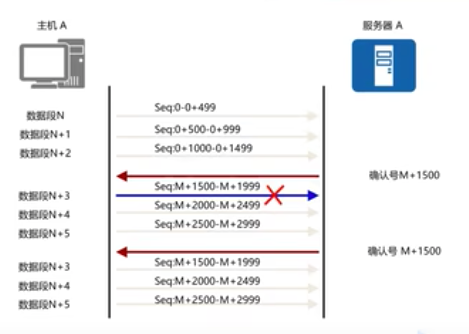 主机 A
服务器 A
数据段N
Seq:0-0+499
数据段N+1
Seq:0+500-0+999
数据段N+2
Seq:0+1000-0+1499
确认号M+1500
数据段N+3
Seq:M+1500-M+1999
数据段N+4
Seq:M+2000-M+2499
数据段N+5
Seq:M+2500-M+2999
确认号 M+1500
数据段N+3
Seq:M+1500-M+1999
数据段N+4
Seq:M+2000-M+2499
数据段N+5
Seq:M+2500-M+2999